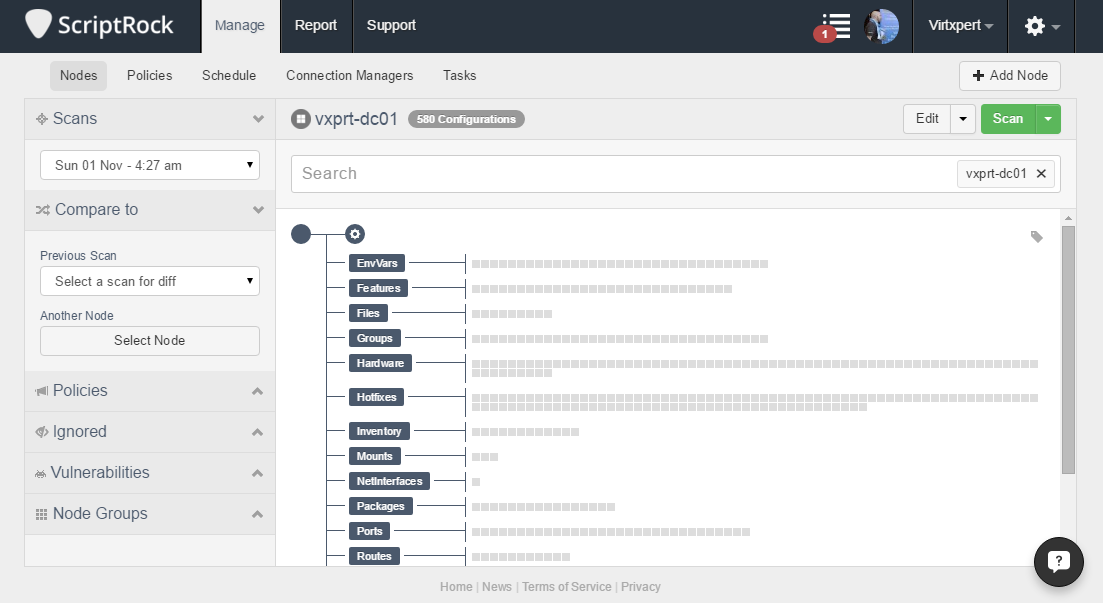 ScriptRock Manage Report Support 1 Virtxpert
Nodes Policies Schedule Connection Managers Tasks + Add Node
Scans
Sun 01 Nov - 4:27 am
Compare to
Previous Scan
Select a scan for diff
Another Node
Select Node
Policies
Ignored
Vulnerabilities
Node Groups
vxprt-dc01 580 Configurations Edit Scan
Search vxprt-dc01 ✕
EnvVars
Features
Files
Groups
Hardware
Hotfixes
Inventory
Mounts
NetInterfaces
Packages
Ports
Routes
?
Home | News | Terms of Service | Privacy